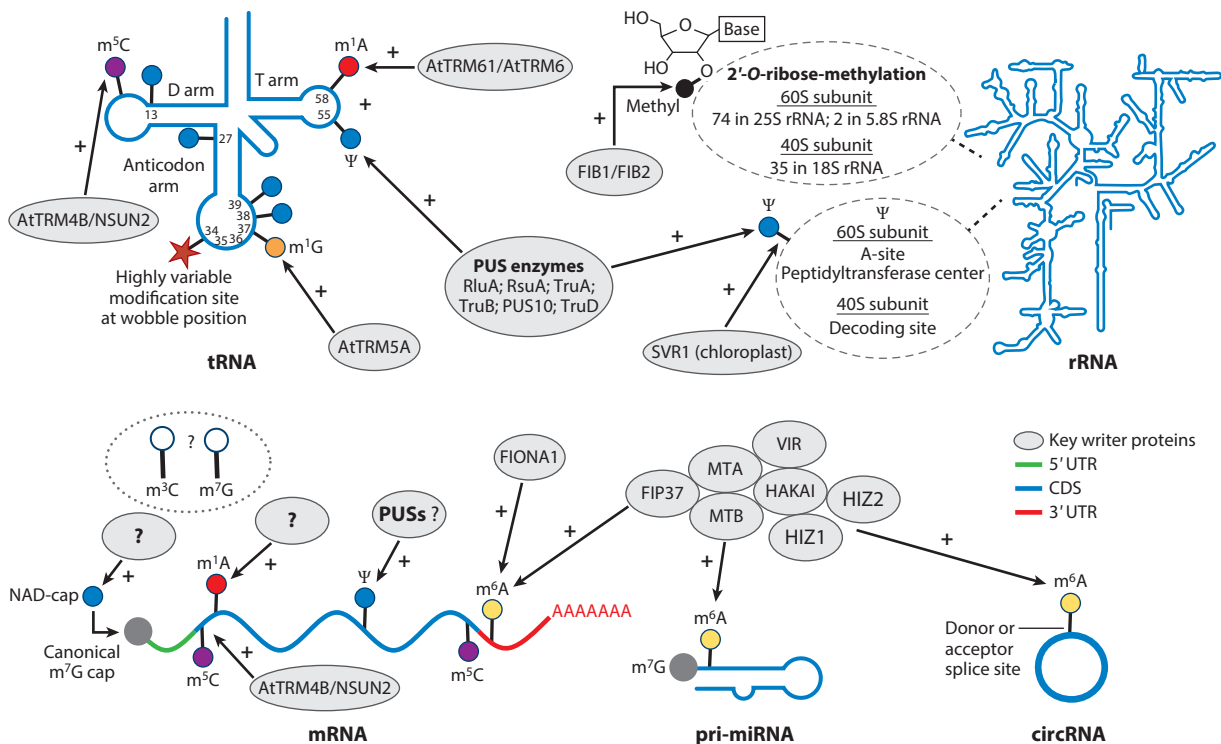 m⁵C
D arm
13
T arm
m¹A
58
55
Ψ
+
+
AtTRM61/AtTRM6
+
27
Anticodon
arm
AtTRM4B/NSUN2
39
38
37
36
35
34
m¹G
Highly variable
modification site
at wobble position
+
AtTRM5A
tRNA
+
PUS enzymes
RluA; RsuA; TruA;
TruB; PUS10; TruD
+
HO
HO
O
O
Base
Methyl
+
FIB1/FIB2
2′-O-ribose-methylation
60S subunit
74 in 25S rRNA; 2 in 5.8S rRNA
40S subunit
35 in 18S rRNA
Ψ
+
SVR1 (chloroplast)
Ψ
60S subunit
A-site
Peptidyltransferase center
40S subunit
Decoding site
rRNA
?
m³C
m⁷G
?
+
NAD-cap
Canonical
m⁷G cap
?
+
m¹A
m⁵C
+
AtTRM4B/NSUN2
PUSs ?
+
Ψ
FIONA1
+
m⁶A
m⁵C
AAAAAAA
mRNA
+
FIP37
MTA
MTB
VIR
HAKAI
HIZ1
HIZ2
+
m⁶A
m⁷G
pri-miRNA
+
m⁶A
Donor or
acceptor
splice site
circRNA
Key writer proteins
5′ UTR
CDS
3′ UTR